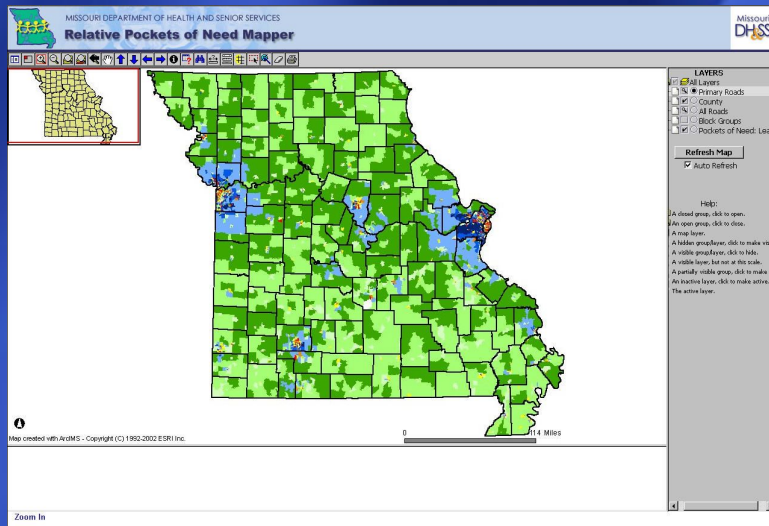 MISSOURI DEPARTMENT OF HEALTH AND SENIOR SERVICES
Relative Pockets of Need Mapper
Missouri
DH&SS
LAYERS
All Layers
Primary Roads
County
All Roads
Block Groups
Pockets of Need: Lea
Refresh Map
Auto Refresh
Help:
A closed group, click to open.
An open group, click to close.
A map layer.
A hidden group/layer, click to make vis
A visible group/layer, click to hide.
A visible layer, but not at this scale.
A partially visible group, click to make
An inactive layer, click to make active.
The active layer.
0 114 Miles
Map created with ArcIMS - Copyright (C) 1992-2002 ESRI Inc.
Zoom In